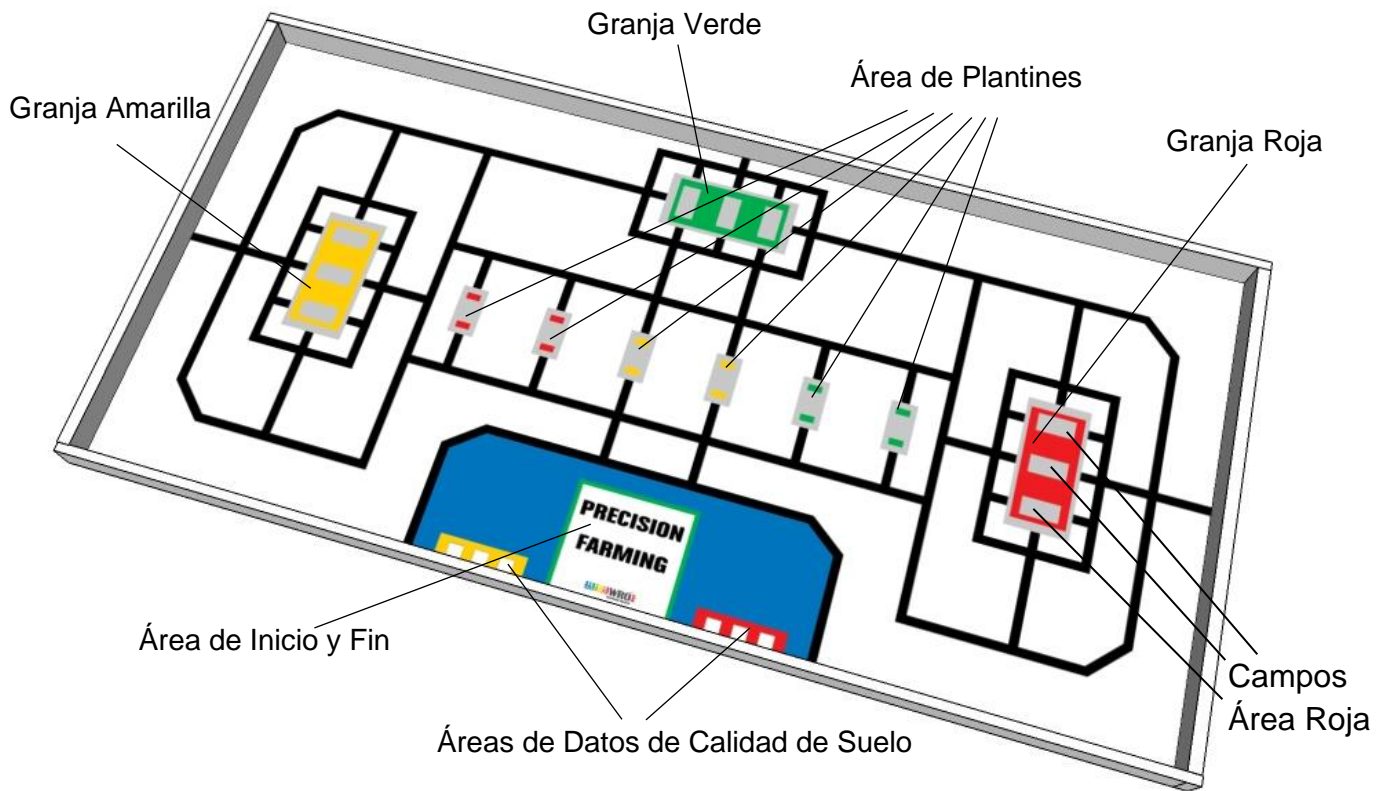 Granja Verde
Área de Plantines
Granja Amarilla
Granja Roja
PRECISION
FARMING
WRO
Área de Inicio y Fin
Campos
Área Roja
Áreas de Datos de Calidad de Suelo